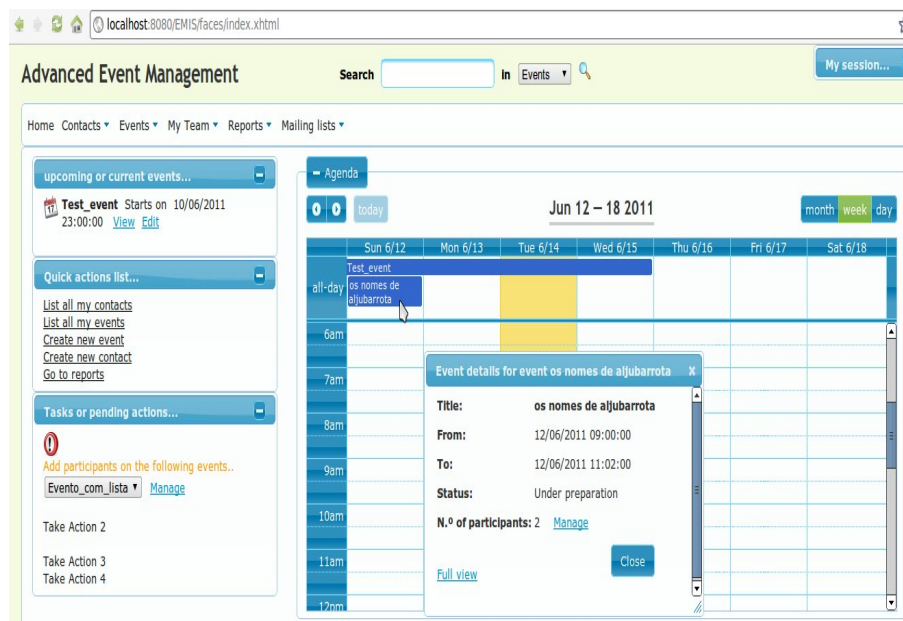 localhost:8080/EMIS/faces/index.xhtml
Advanced Event Management
Search
in Events
My session...
Home Contacts Events My Team Reports Mailing lists
upcoming or current events...
17 Test_event Starts on 10/06/2011
23:00:00 View Edit
Quick actions list...
List all my contacts
List all my events
Create new event
Create new contact
Go to reports
Tasks or pending actions...
Add participants on the following events..
Evento_com_lista Manage
Take Action 2
Take Action 3
Take Action 4
Agenda
today
Jun 12 — 18 2011
month week day
Sun 6/12 Mon 6/13 Tue 6/14 Wed 6/15 Thu 6/16 Fri 6/17 Sat 6/18
all-day
Test_event
os nomes de
aljubarrota
6am
7am
8am
9am
10am
11am
12pm
Event details for event os nomes de aljubarrota x
Title: os nomes de aljubarrota
From: 12/06/2011 09:00:00
To: 12/06/2011 11:02:00
Status: Under preparation
N.º of participants: 2 Manage
Close
Full view